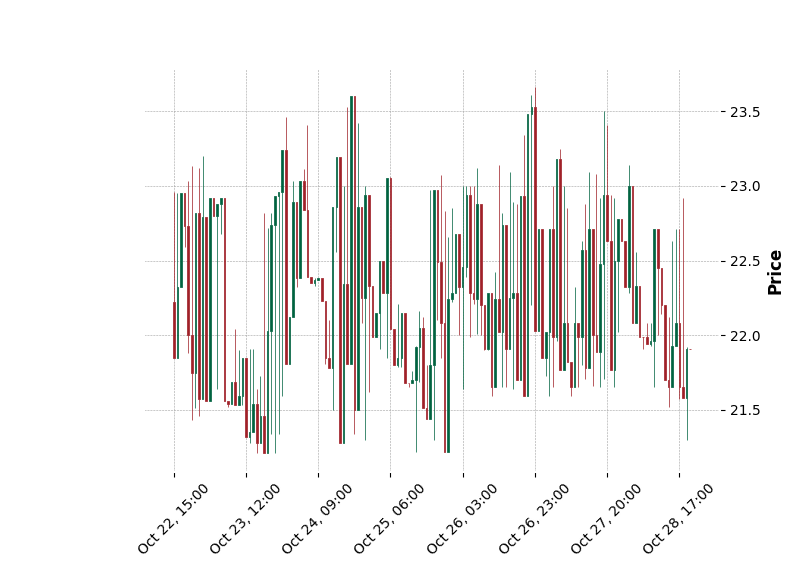 23.5
23.0
22.5
22.0
21.5
Price
Oct 22, 15:00
Oct 23, 12:00
Oct 24, 09:00
Oct 25, 06:00
Oct 26, 03:00
Oct 26, 23:00
Oct 27, 20:00
Oct 28, 17:00